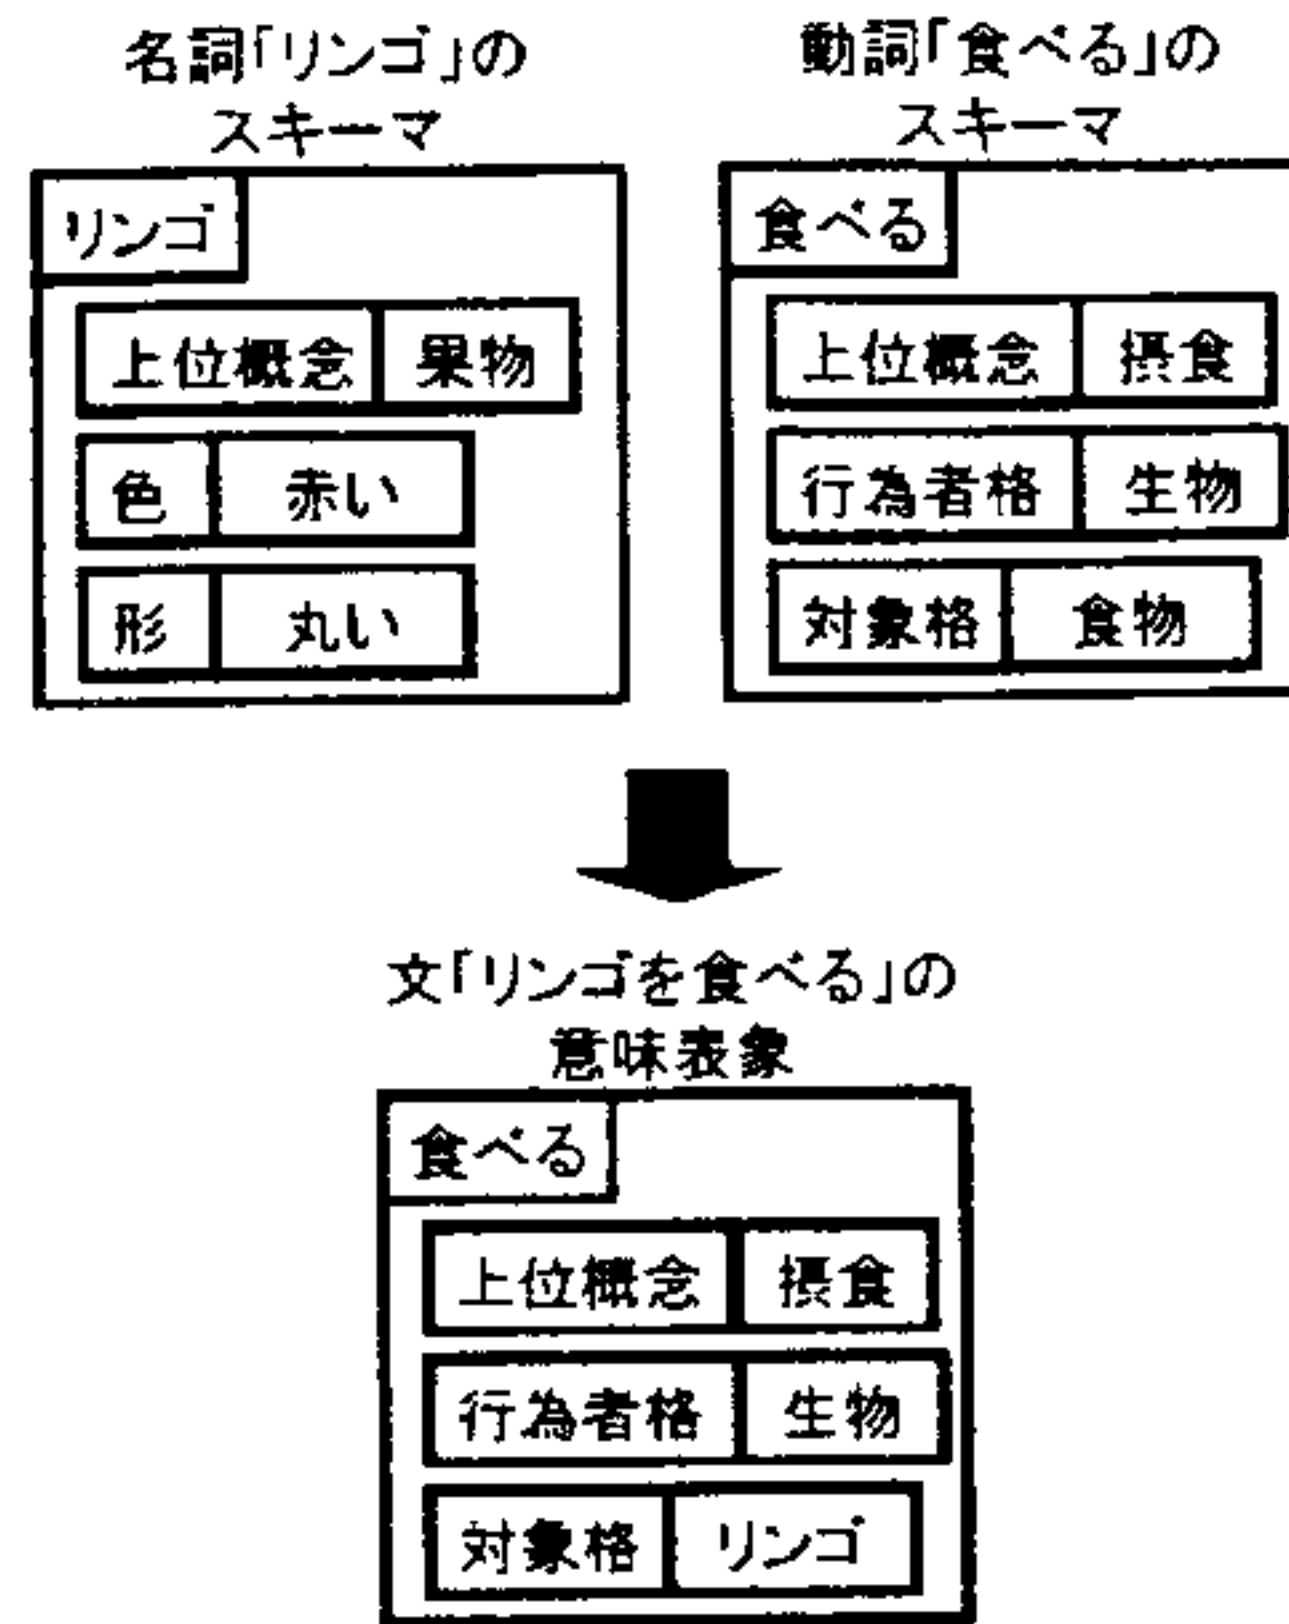 名詞「リンゴ」の
スキーマ
リンゴ
上位概念 果物
色 赤い
形 丸い
動詞「食べる」の
スキーマ
食べる
上位概念 摂食
行為者格 生物
対象格 食物
文「リンゴを食べる」の
意味表象
食べる
上位概念 摂食
行為者格 生物
対象格 リンゴ